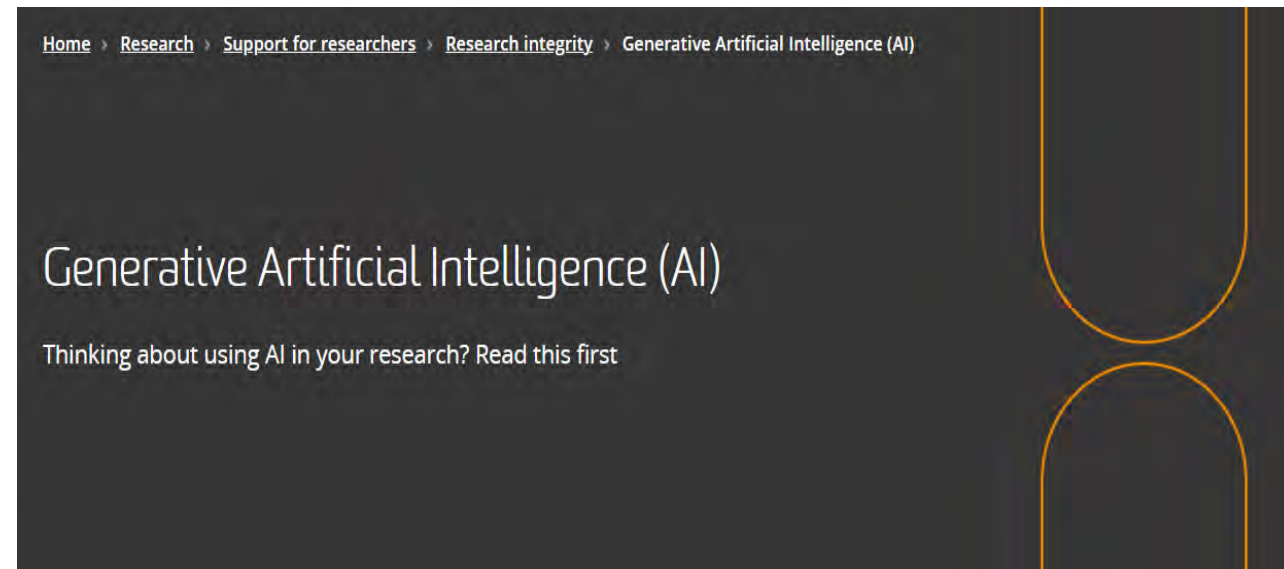 Home › Research › Support for researchers › Research integrity › Generative Artificial Intelligence (AI)
Generative Artificial Intelligence (AI)
Thinking about using AI in your research? Read this first